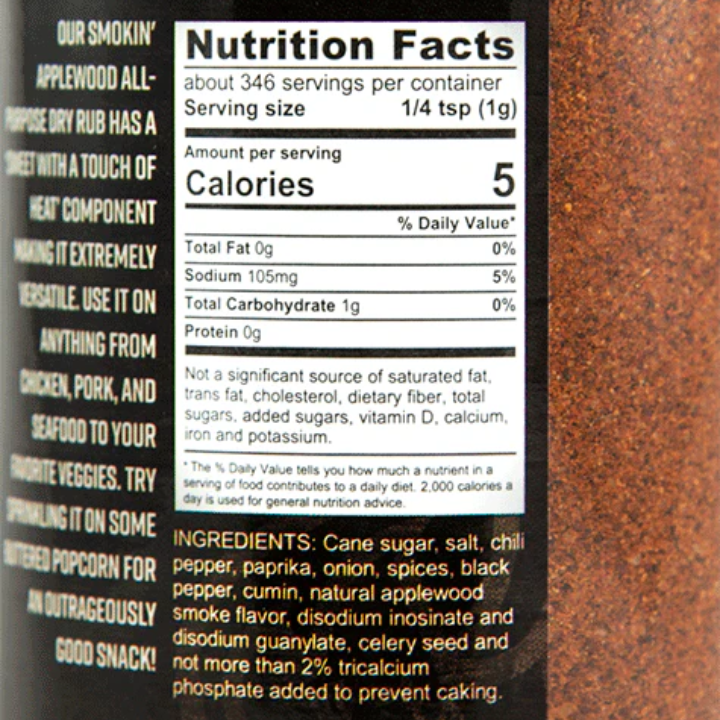 OUR SMOKIN'
APPLEWOOD ALL-
PURPOSE DRY RUB HAS A
'SWEET WITH A TOUCH OF
HEAT' COMPONENT
MAKING IT EXTREMELY
VERSATILE. USE IT ON
ANYTHING FROM
CHICKEN, PORK, AND
SEAFOOD TO YOUR
FAVORITE VEGGIES. TRY
SPRINKLING IT ON SOME
BUTTERED POPCORN FOR
AN OUTRAGEOUSLY
GOOD SNACK!
Nutrition Facts
about 346 servings per container
Serving size 1/4 tsp (1g)
Amount per serving
Calories 5
% Daily Value*
Total Fat 0g 0%
Sodium 105mg 5%
Total Carbohydrate 1g 0%
Protein 0g
Not a significant source of saturated fat,
trans fat, cholesterol, dietary fiber, total
sugars, added sugars, vitamin D, calcium,
iron and potassium.
* The % Daily Value tells you how much a nutrient in a
serving of food contributes to a daily diet. 2,000 calories a
day is used for general nutrition advice.
INGREDIENTS: Cane sugar, salt, chili
pepper, paprika, onion, spices, black
pepper, cumin, natural applewood
smoke flavor, disodium inosinate and
disodium guanylate, celery seed and
not more than 2% tricalcium
phosphate added to prevent caking.